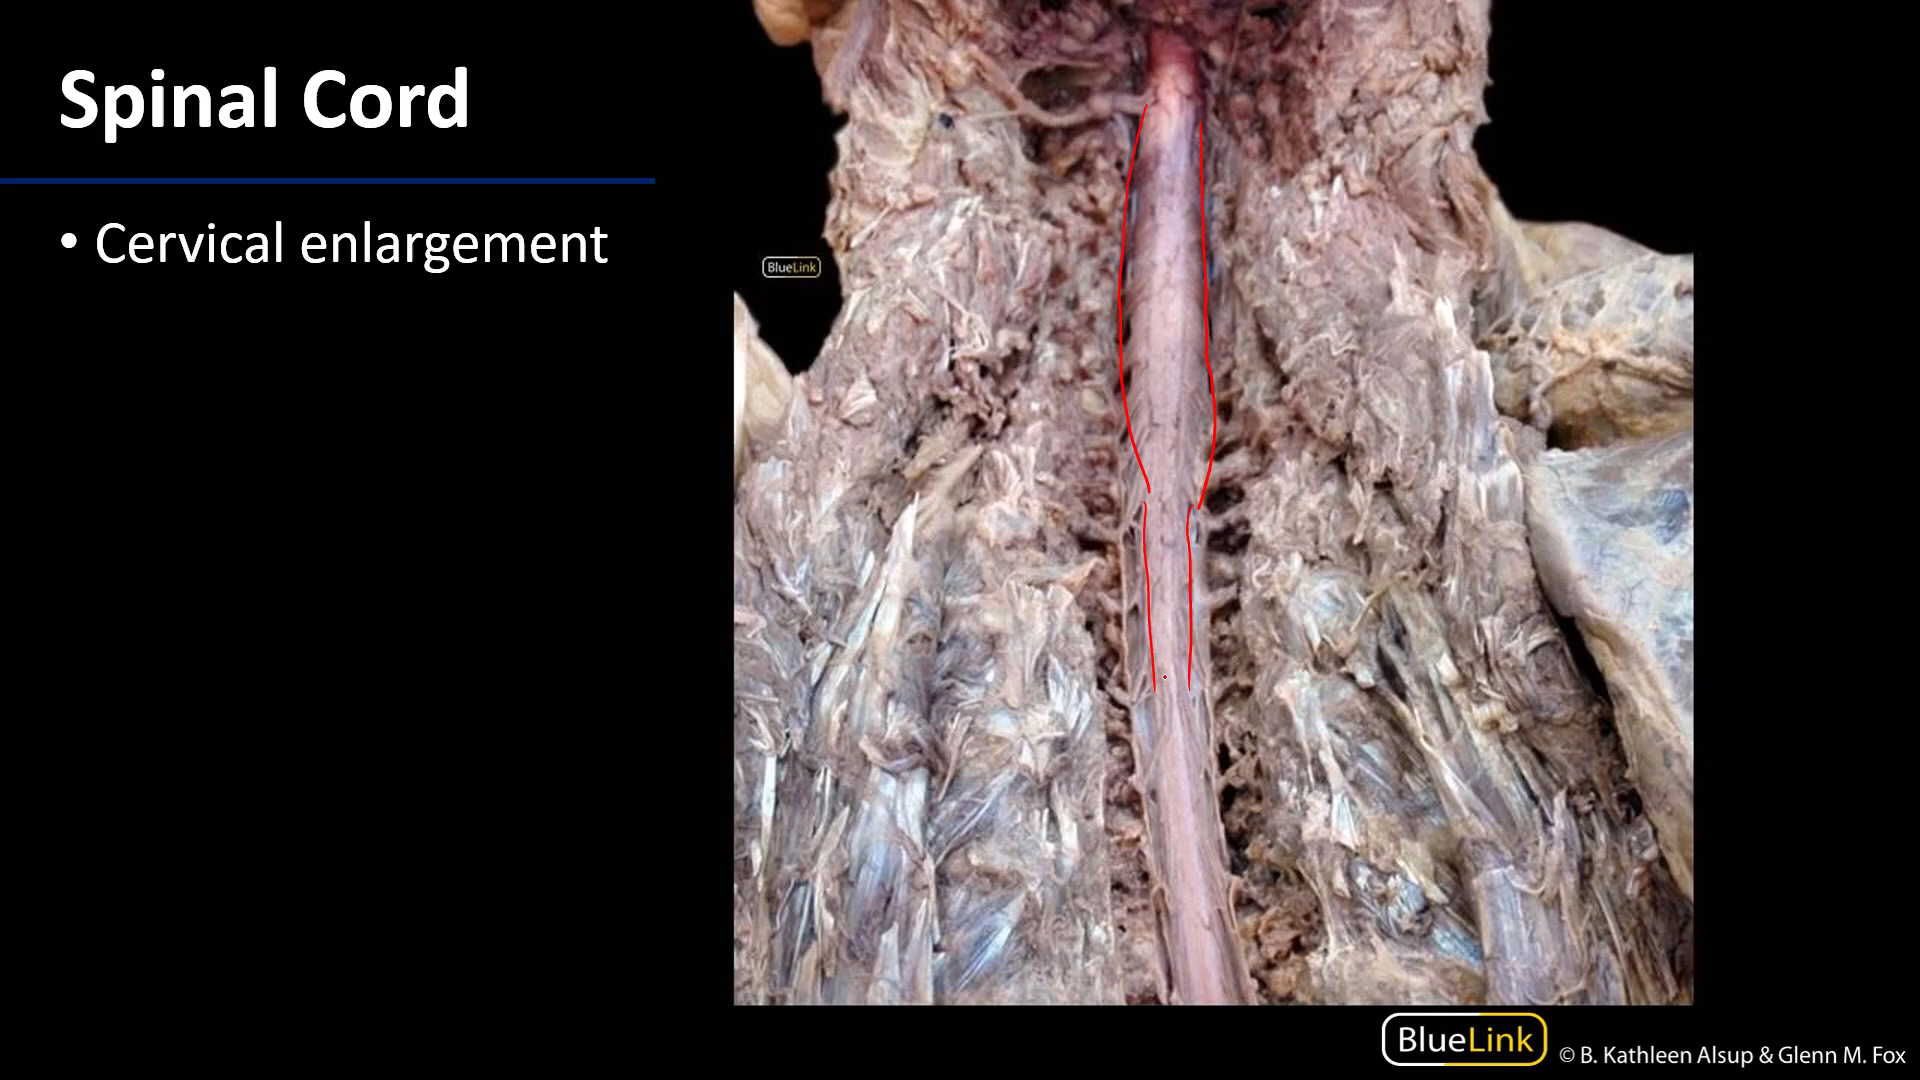 Spinal Cord
• Cervical enlargement
BlueLink
BlueLink
© B. Kathleen Alsup & Glenn M. Fox